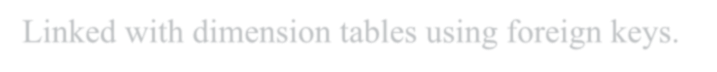 Linked with dimension tables using foreign keys.